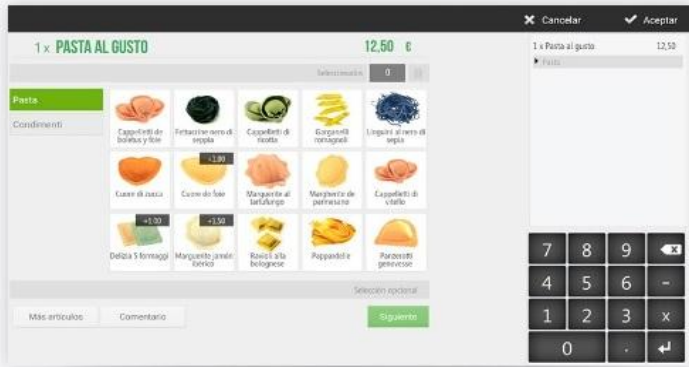 Cancelar
Aceptar
1 x PASTA AL GUSTO 12,50 €
Seleccionados 0
Pasta
Condimenti
Cappelletti de boletus y foie
Fettuccine nero di seppia
Cappelletti di ricotta
Garganelli romagnoli
Linguini al nero di sepia
Cuore di zucca
+1,00
Cuore de foie
Marguerite al tartufungo
Margherite de parmesano
Cappelletti di vitello
+1,00
Delizia 5 formaggi
+1,50
Marguerite jamón ibérico
Ravioli alla bolognese
Pappardelle
Panzerotti genovesse
Selección opcional
Más artículos
Comentario
Siguiente
1 x Pasta al gusto 12,50
Pasta
7 8 9
4 5 6 -
1 2 3 x
0 .